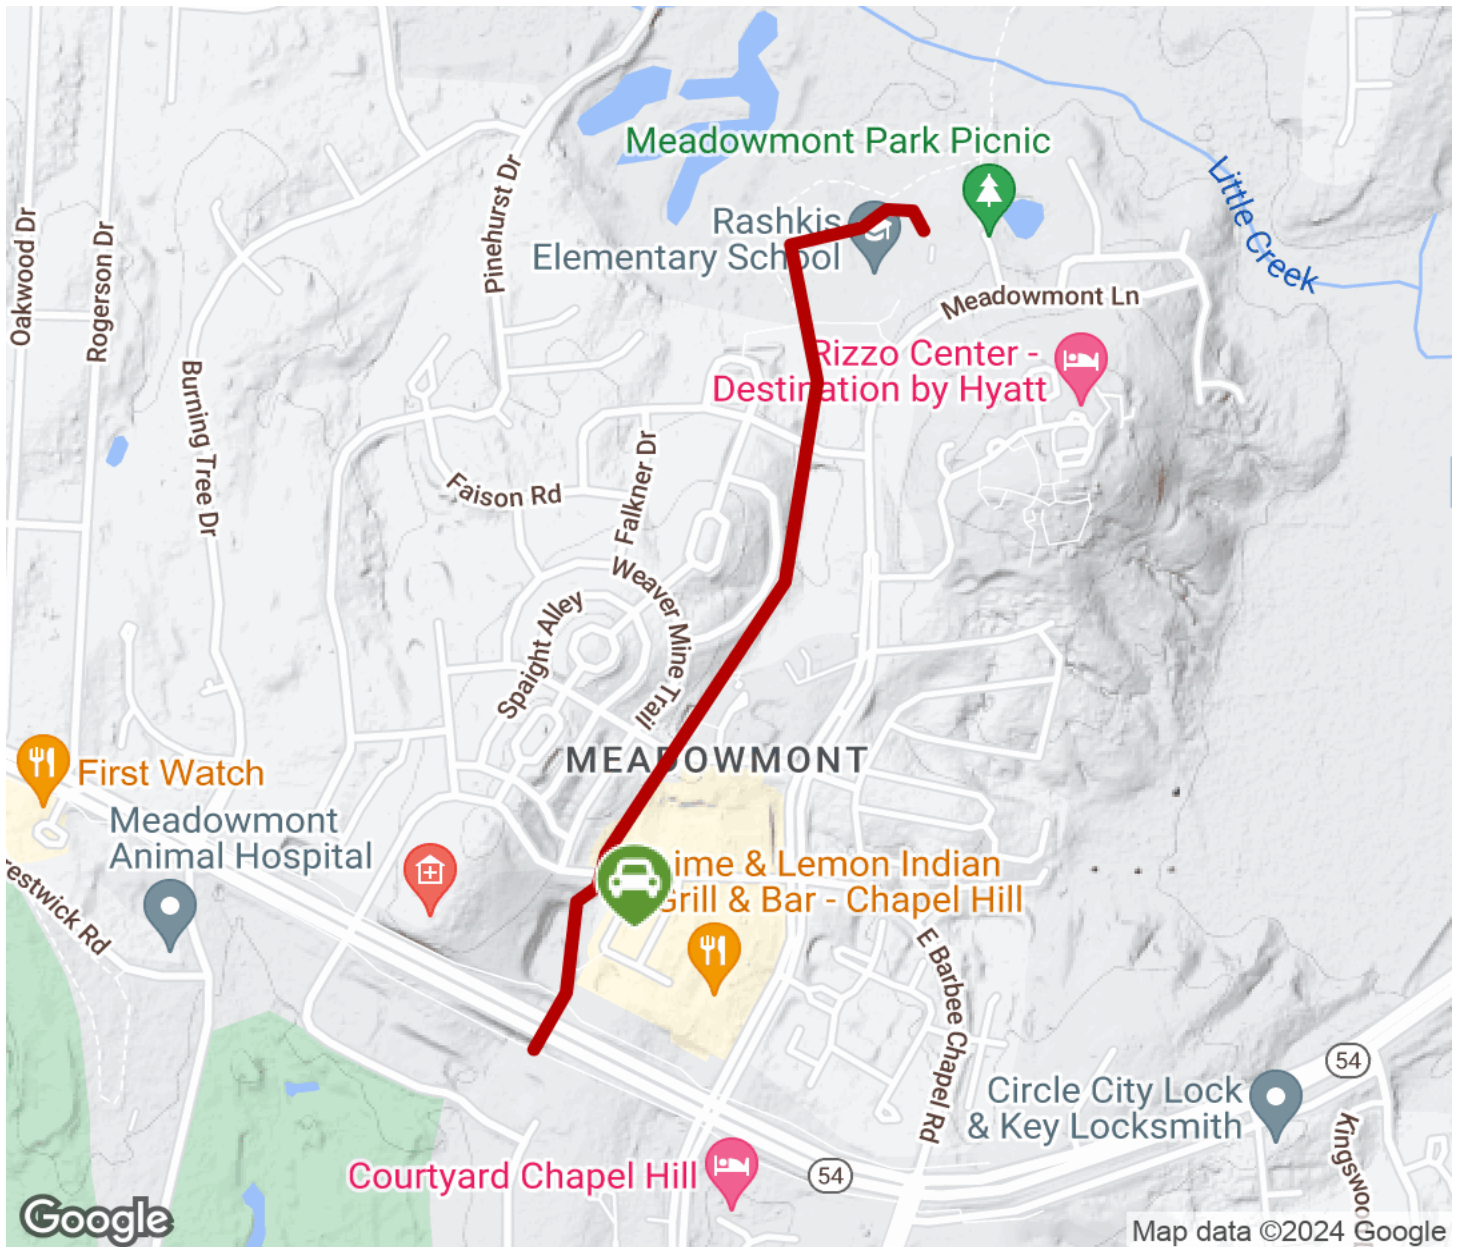 Meadowmont Park Picnic
Little Creek
Pinehurst Dr
Oakwood Dr
Rogerson Dr
Rashkis
Elementary School
Meadowmont Ln
Rizzo Center -
Destination by Hyatt
Burning Tree Dr
Falkner Dr
Faison Rd
Weaver Mine Trail
Spaight Alley
MEADOWMONT
First Watch
Meadowmont
Animal Hospital
estwick Rd
ime & Lemon Indian
Grill & Bar - Chapel Hill
E Barbee Chapel Rd
54
Circle City Lock
& Key Locksmith
Kingswoo
Courtyard Chapel Hill
54
Google
Map data ©2024 Google